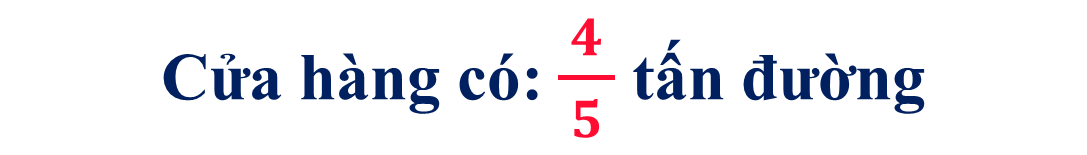 Cửa hàng có: 4/5 tấn đường